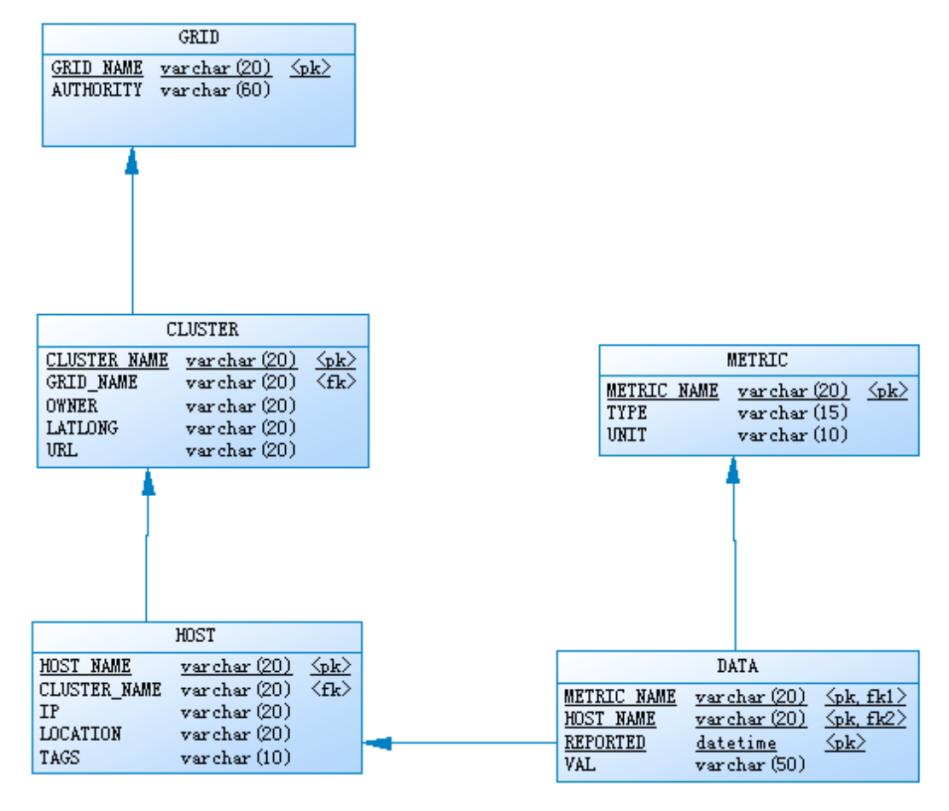 GRID
GRID_NAME varchar(20) <pk>
AUTHORITY varchar(60)
CLUSTER
CLUSTER_NAME varchar(20) <pk>
GRID_NAME varchar(20) <fk>
OWNER varchar(20)
LATLONG varchar(20)
URL varchar(20)
METRIC
METRIC_NAME varchar(20) <pk>
TYPE varchar(15)
UNIT varchar(10)
HOST
HOST_NAME varchar(20) <pk>
CLUSTER_NAME varchar(20) <fk>
IP varchar(20)
LOCATION varchar(20)
TAGS varchar(10)
DATA
METRIC_NAME varchar(20) <pk,fk1>
HOST_NAME varchar(20) <pk,fk2>
REPORTED datetime <pk>
VAL varchar(50)